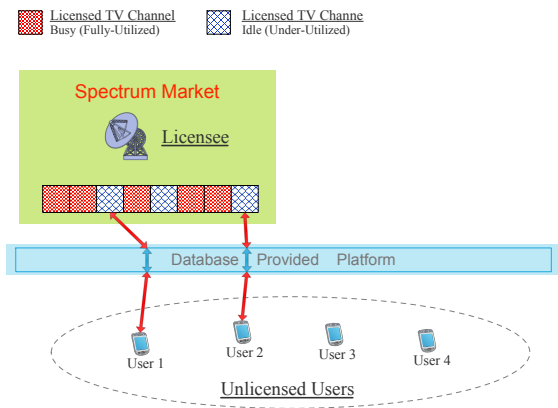 Licensed TV Channel
Busy (Fully-Utilized)
Licensed TV Channe
Idle (Under-Utilized)
Spectrum Market
Licensee
Database Provided Platform
User 1
User 2
User 3
User 4
Unlicensed Users